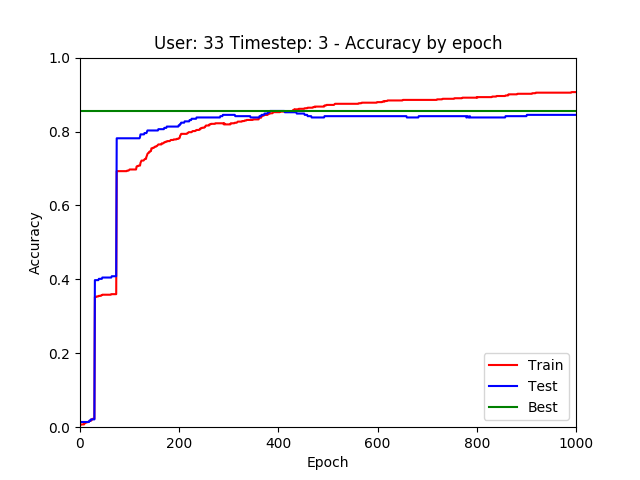 User: 33 Timestep: 3 - Accuracy by epoch
1.0
0.8
0.6
0.4
0.2
0.0
Accuracy
0 200 400 600 800 1000
Epoch
Train
Test
Best